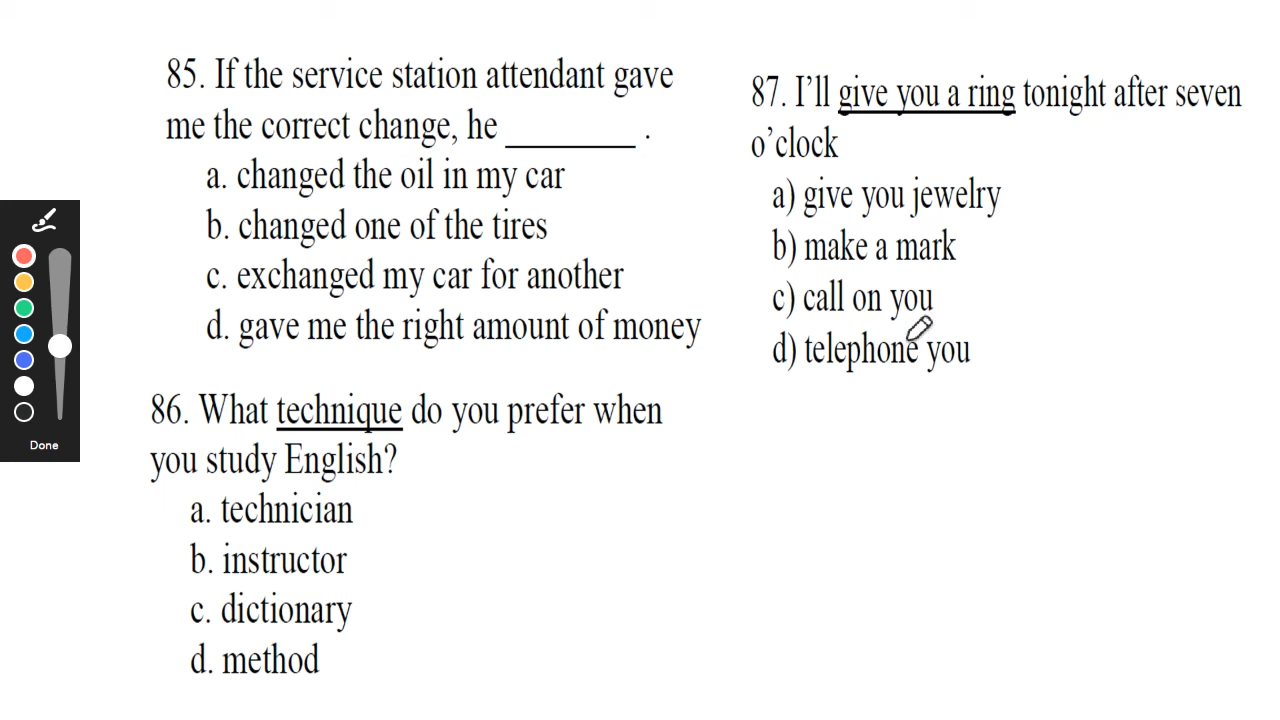 85. If the service station attendant gave
me the correct change, he ________ .
a. changed the oil in my car
b. changed one of the tires
c. exchanged my car for another
d. gave me the right amount of money
86. What technique do you prefer when
you study English?
a. technician
b. instructor
c. dictionary
d. method
87. I’ll give you a ring tonight after seven
o’clock
a) give you jewelry
b) make a mark
c) call on you
d) telephone you
Done